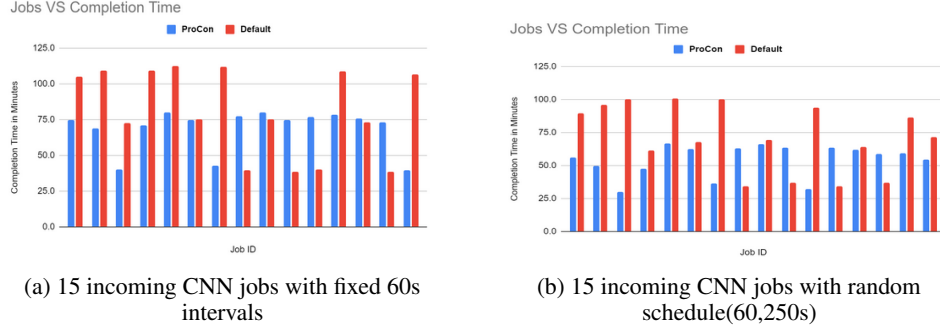 Jobs VS Completion Time
ProCon Default
125.0
100.0
75.0
50.0
25.0
0.0
Completion Time in Minutes
Job ID
(a) 15 incoming CNN jobs with fixed 60s
intervals
Jobs VS Completion Time
ProCon Default
125.0
100.0
75.0
50.0
25.0
0.0
Completion Time in Minutes
Job ID
(b) 15 incoming CNN jobs with random
schedule(60,250s)